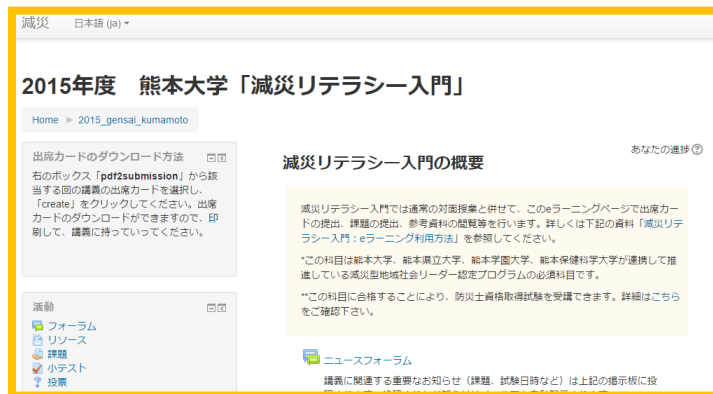 減災 日本語 (ja)
2015年度 熊本大学「減災リテラシー入門」
Home 2015_gensai_kumamoto
出席カードのダウンロード方法
右のボックス「pdf2submission」から該
当する回の講義の出席カードを選択し、
「create」をクリックしてください。出席
カードのダウンロードができますので、印
刷して、講義に持っていってください。
活動
フォーラム
リソース
課題
小テスト
投票
あなたの進捗
減災リテラシー入門の概要
減災リテラシー入門では通常の対面授業と併せて、このeラーニングページで出席カー
ドの提出、課題の提出、参考資料の閲覧等を行います。詳しくは下記の資料「減災リテ
ラシー入門：eラーニング利用方法」を参照してください。
*この科目は熊本大学、熊本県立大学、熊本学園大学、熊本保健科学大学が連携して推
進している減災型地域社会リーダー認定プログラムの必須科目です。
**この科目に合格することにより、防災士資格取得試験を受講できます。詳細はこちら
をご確認下さい。
ニュースフォーラム
講義に関連する重要なお知らせ（課題、試験日時など）は上記の掲示板に投